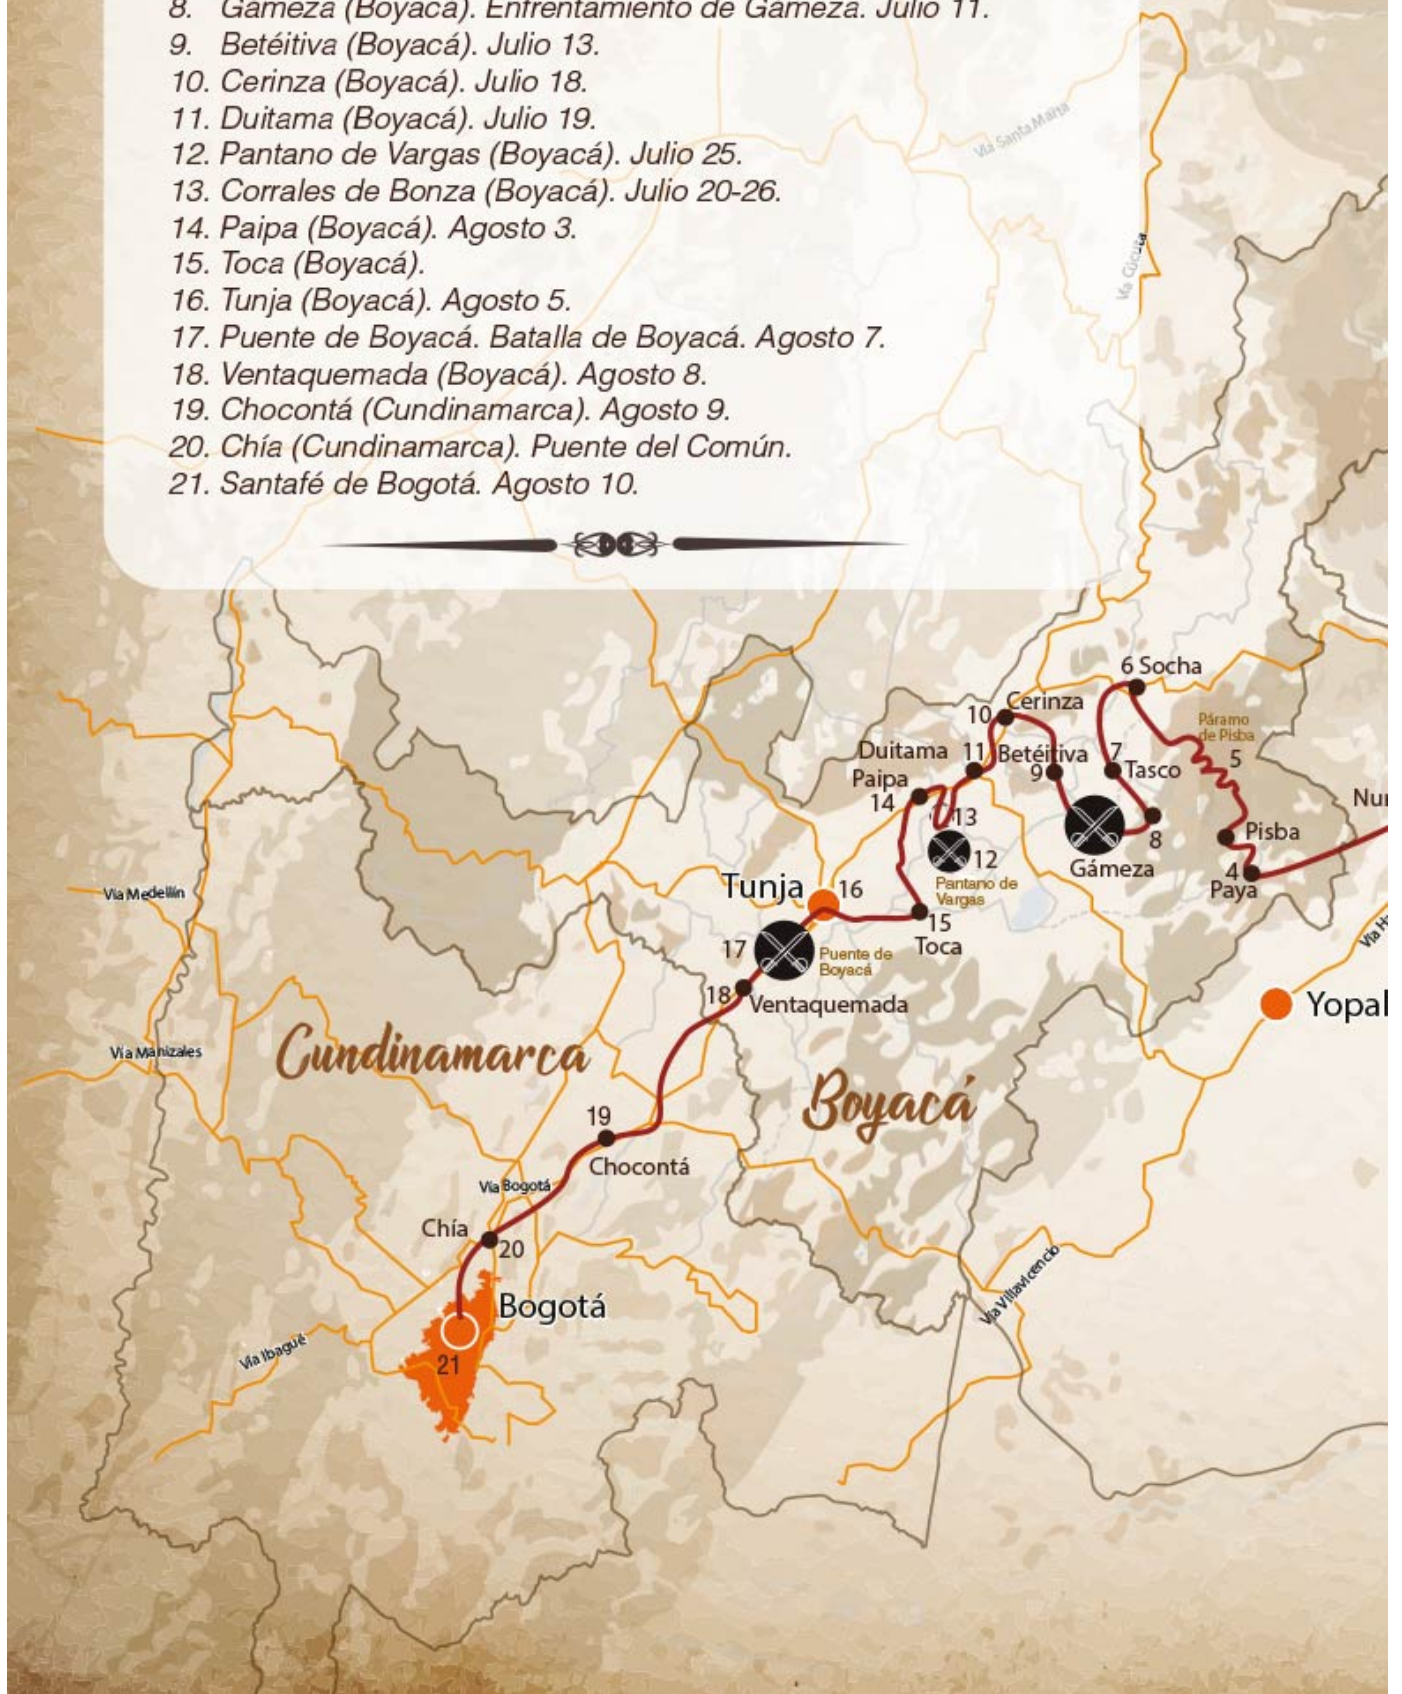 8. Gámeza (Boyacá). Enfrentamiento de Gámeza. Julio 11.
9. Betéitiva (Boyacá). Julio 13.
10. Cerinza (Boyacá). Julio 18.
11. Duitama (Boyacá). Julio 19.
12. Pantano de Vargas (Boyacá). Julio 25.
13. Corrales de Bonza (Boyacá). Julio 20-26.
14. Paipa (Boyacá). Agosto 3.
15. Toca (Boyacá).
16. Tunja (Boyacá). Agosto 5.
17. Puente de Boyacá. Batalla de Boyacá. Agosto 7.
18. Ventaquemada (Boyacá). Agosto 8.
19. Chocontá (Cundinamarca). Agosto 9.
20. Chía (Cundinamarca). Puente del Común.
21. Santafé de Bogotá. Agosto 10.
Vía Santa Marta
Vía Cúcuta
6 Socha
Cerinza
10
Páramo
de Pisba
5
Duitama
11
Betéitiva
9
7
Tasco
Paipa
14
13
8
Gámeza
12
Pantano de
Vargas
Pisba
4
Paya
Nu
Tunja
16
15
Toca
17
Puente de
Boyacá
18
Ventaquemada
Vía Medellín
Vía H
Yopal
Vía Manizales
Cundinamarca
Boyacá
19
Chocontá
Vía Bogotá
Chía
20
Bogotá
21
Vía Ibagué
Vía Villavicencio